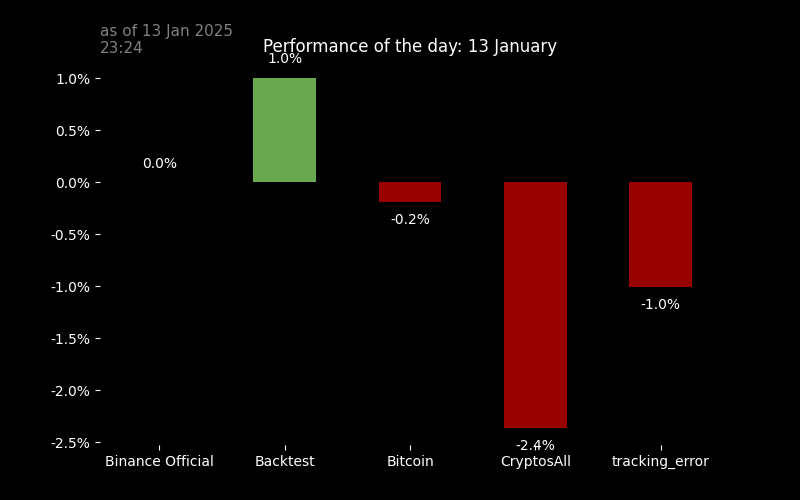 as of 13 Jan 2025
23:24
Performance of the day: 13 January
1.0%
1.0%
0.5%
0.0%
0.0%
-0.5%
-0.2%
-1.0%
-1.0%
-1.5%
-2.0%
-2.5%
-2.4%
Binance Official
Backtest
Bitcoin
CryptosAll
tracking_error